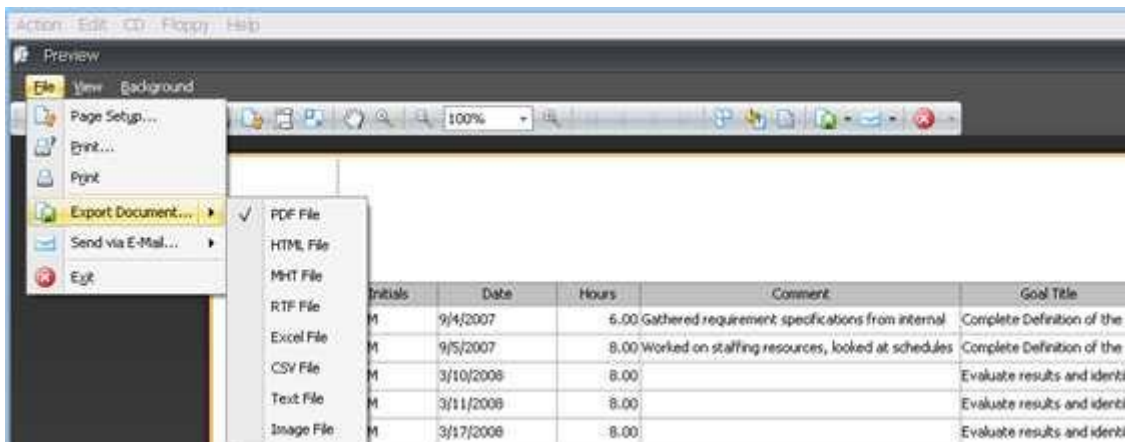 Action Edit CD Floppy Help
Preview
File View Background
Page Setup...
100%
Print...
Print
Export Document...
PDF File
Send via E-Mail...
HTML File
Exit
MHT File
RTF File
Excel File
CSV File
Text File
Image File
Initials Date Hours Comment Goal Title
M 9/4/2007 6.00 Gathered requirement specifications from internal Complete Definition of the
M 9/5/2007 8.00 Worked on staffing resources, looked at schedules Complete Definition of the
M 3/10/2008 8.00 Evaluate results and identi
M 3/11/2008 8.00 Evaluate results and identi
M 3/17/2008 8.00 Evaluate results and identi